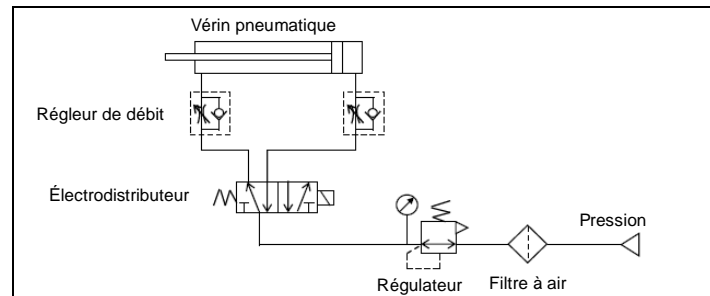 Vérin pneumatique
Régleur de débit
Électrodistributeur
Pression
Régulateur
Filtre à air